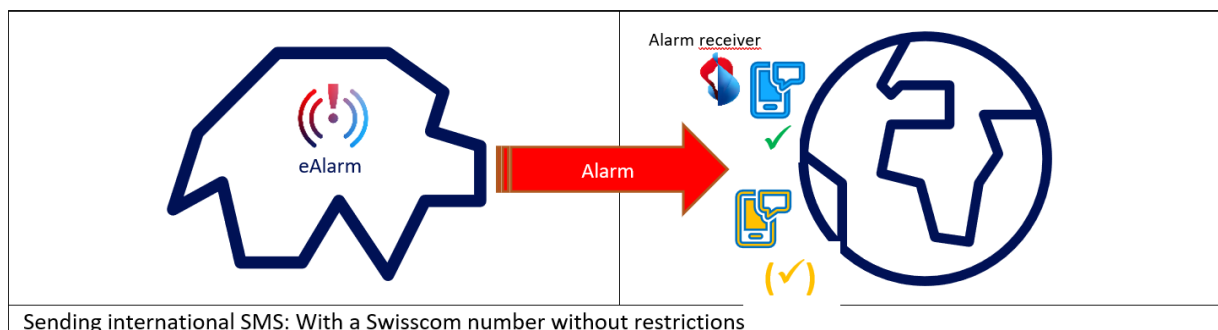 Alarm receiver
eAlarm
Alarm
Sending international SMS: With a Swisscom number without restrictions